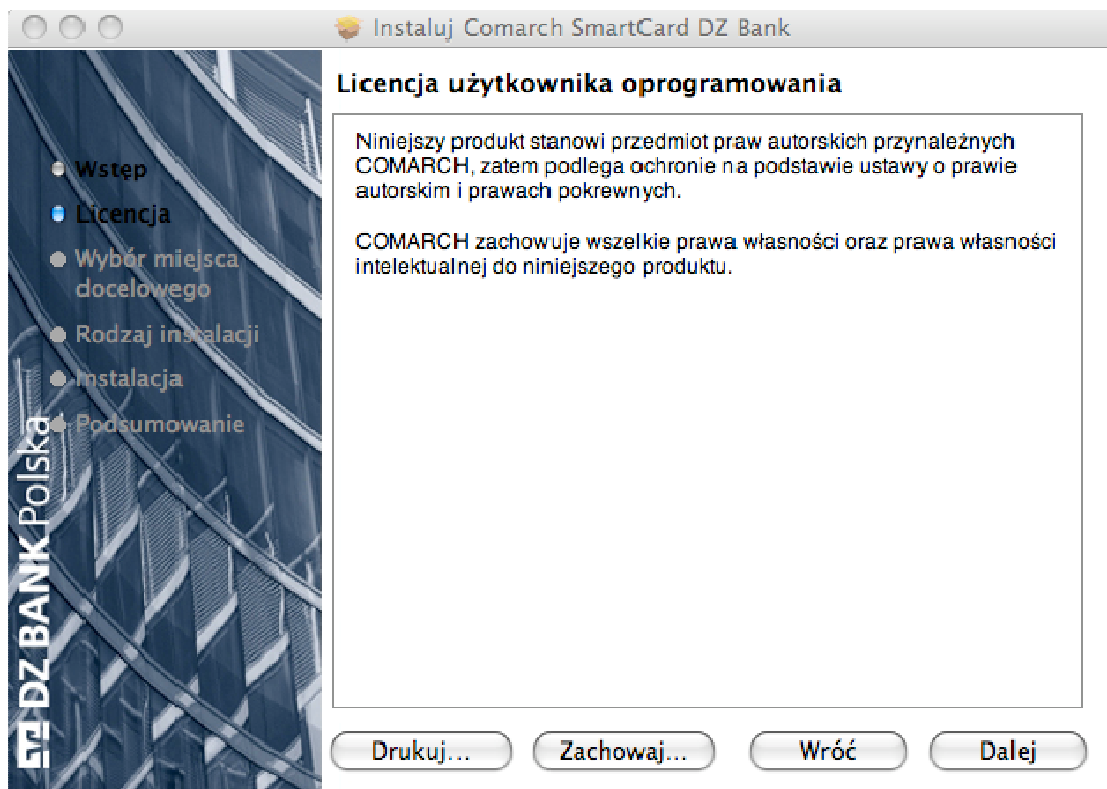 Instaluj Comarch SmartCard DZ Bank
Wstęp
Licencja
Wybór miejsca
docelowego
Rodzaj instalacji
Instalacja
Podsumowanie
DZ BANK Polska
Licencja użytkownika oprogramowania
Niniejszy produkt stanowi przedmiot praw autorskich przynależnych
COMARCH, zatem podlega ochronie na podstawie ustawy o prawie
autorskim i prawach pokrewnych.
COMARCH zachowuje wszelkie prawa własności oraz prawa własności
intelektualnej do niniejszego produktu.
Drukuj...
Zachowaj...
Wróć
Dalej